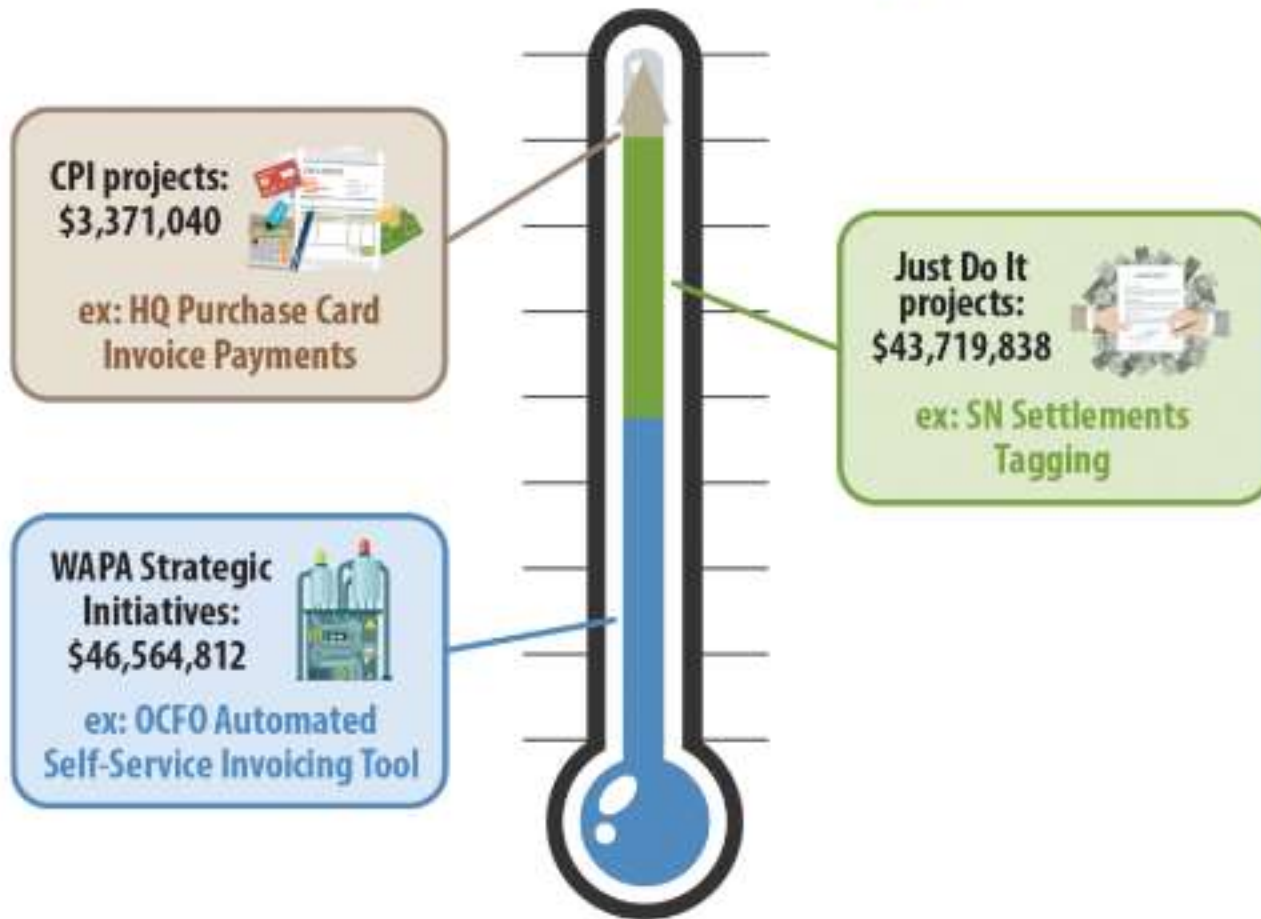 CPI projects:
$3,371,040
ex: HQ Purchase Card
Invoice Payments
Just Do It
projects:
$43,719,838
ex: SN Settlements
Tagging
WAPA Strategic
Initiatives:
$46,564,812
ex: OCFO Automated
Self-Service Invoicing Tool